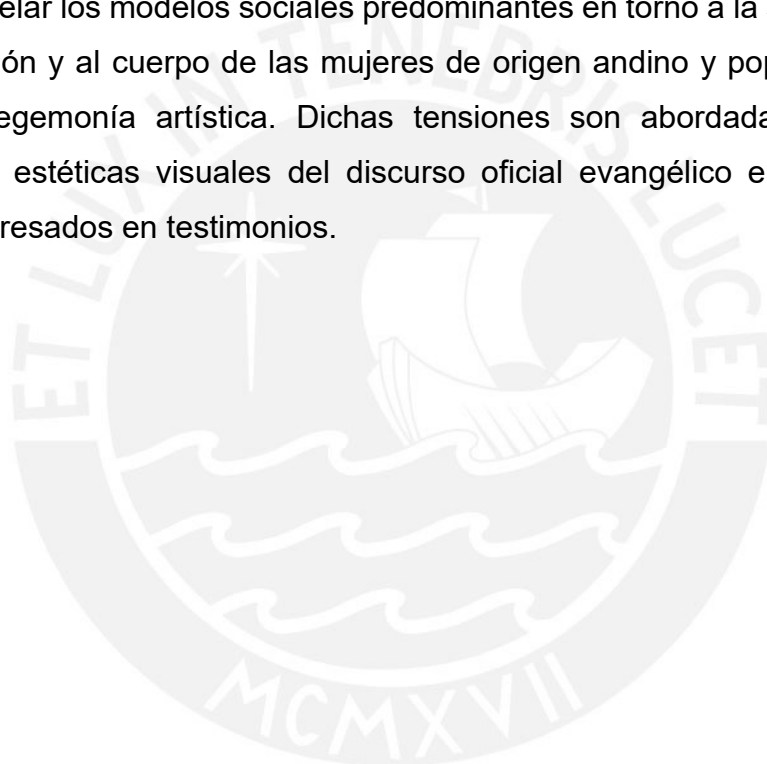 elar los modelos sociales predominantes en torno a la
ón y al cuerpo de las mujeres de origen andino y pop
egemonía artística. Dichas tensiones son abordada
estéticas visuales del discurso oficial evangélico e
resados en testimonios.
ET LUX IN TENEBRIS LUCET
MCMXVII